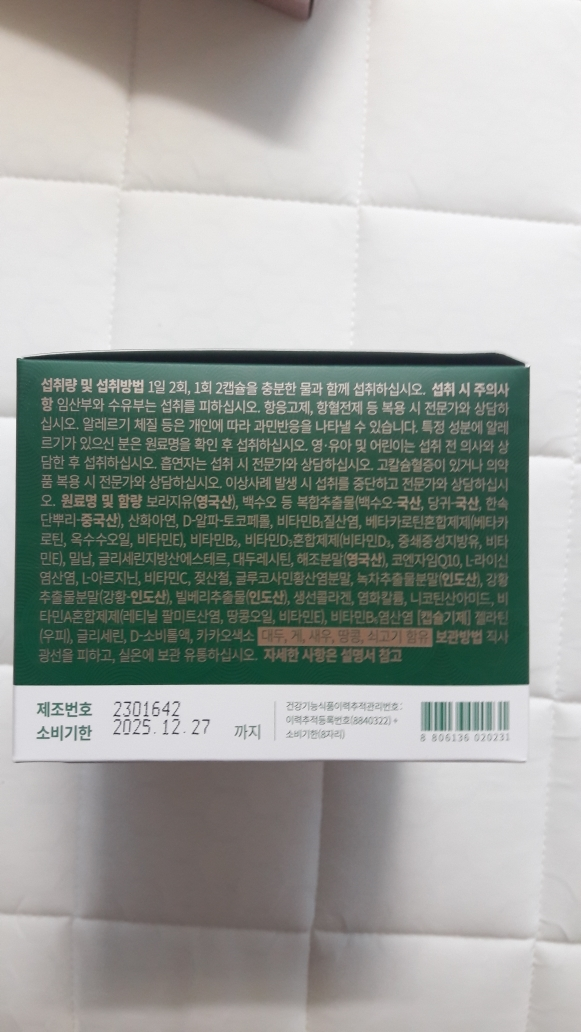 섭취량 및 섭취방법 1일 2회, 1회 2캡슐을 충분한 물과 함께 섭취하십시오. 섭취 시 주의사
항 임산부와 수유부는 섭취를 피하십시오. 항응고제, 항혈전제 등 복용 시 전문가와 상담하
십시오. 알레르기 체질 등은 개인에 따라 과민반응을 나타낼 수 있습니다. 특정 성분에 알레
르기가 있으신 분은 원료명을 확인 후 섭취하십시오. 영·유아 및 어린이는 섭취 전 의사와 상
담한 후 섭취하십시오. 흡연자는 섭취 시 전문가와 상담하십시오. 고칼슘혈증이 있거나 의약
품 복용 시 전문가와 상담하십시오. 이상사례 발생 시 섭취를 중단하고 전문가와 상담하십시
오. 원료명 및 함량 보라지유(영국산), 백수오 등 복합추출물(백수오-국산, 당귀-국산, 한속
단뿌리-중국산), 산화아연, D-알파-토코페롤, 비타민B₁질산염, 베타카로틴혼합제제(베타카
로틴, 옥수수오일, 비타민E), 비타민B₂, 비타민D₃혼합제제(비타민D₃, 중쇄중성지방유, 비타
민E), 밀납, 글리세린지방산에스테르, 대두레시틴, 해조분말(영국산), 코엔자임Q10, L-라이신
염산염, L-아르지닌, 비타민C, 젖산철, 글루코사민황산염분말, 녹차추출물분말(인도산), 강황
추출물분말(강황-인도산), 빌베리추출물(인도산), 생선콜라겐, 염화칼륨, 니코틴산아미드, 비
타민A혼합제제(레티닐 팔미트산염, 땅콩오일, 비타민E), 비타민B₆염산염 [캡슐기제] 젤라틴
(우피), 글리세린, D-소비톨액, 카카오색소 대두, 게, 새우, 땅콩, 쇠고기 함유 보관방법 직사
광선을 피하고, 실온에 보관 유통하십시오. 자세한 사항은 설명서 참고
제조번호 2301642
소비기한 2025.12.27 까지
건강기능식품이력추적관리번호 :
이력추적등록번호(8840322) +
소비기한(8자리)
8 806136 020231